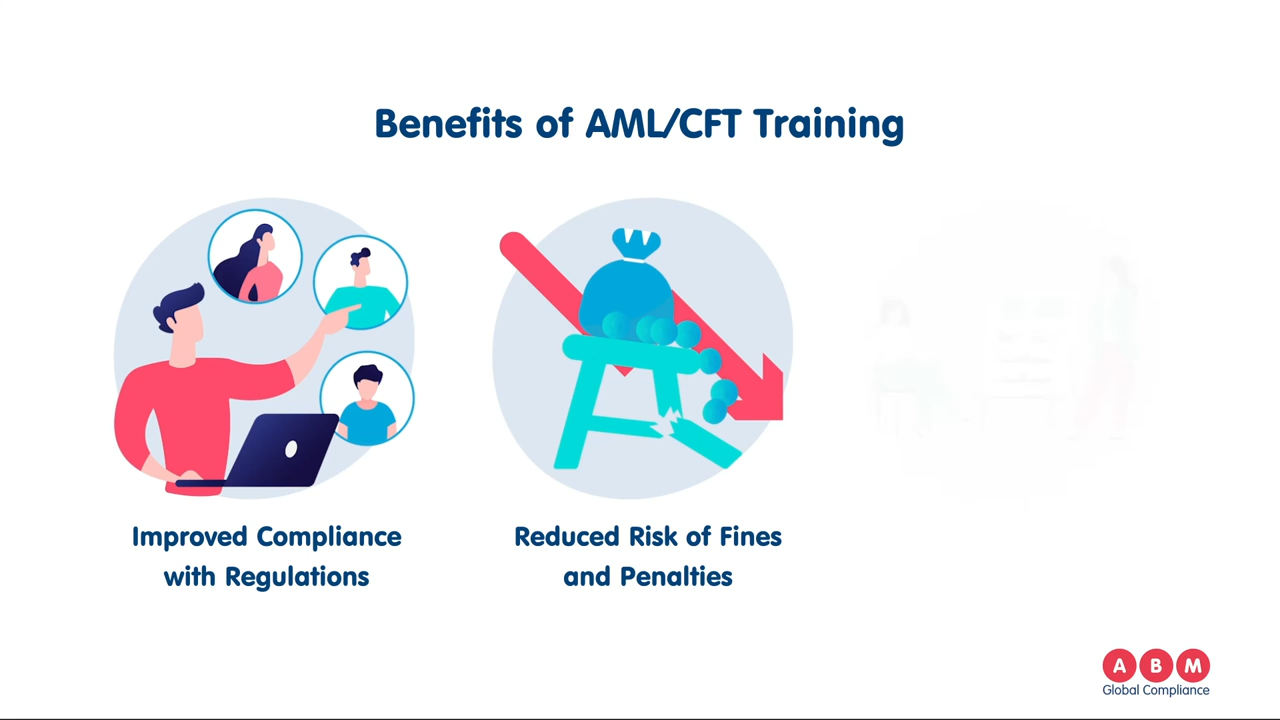 Benefits of AML/CFT Training
Improved Compliance
with Regulations
Reduced Risk of Fines
and Penalties
A B M
Global Compliance